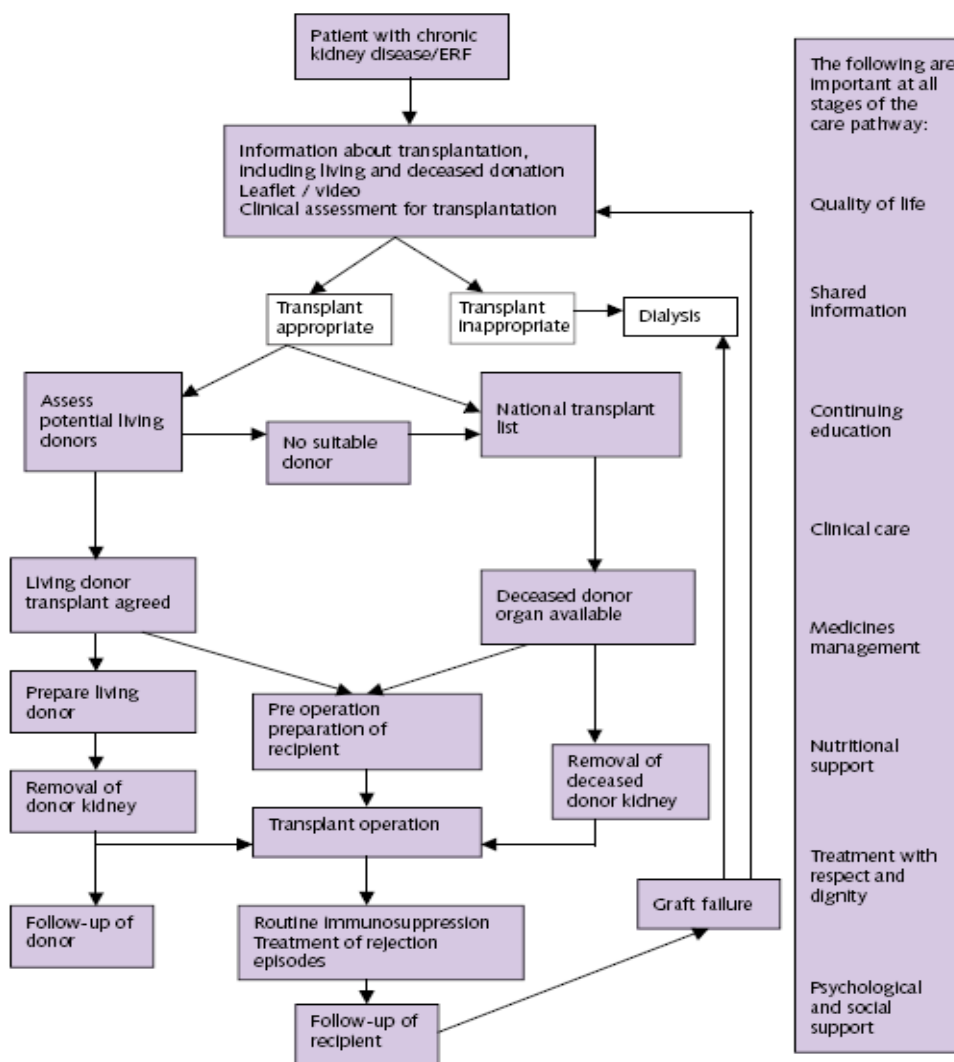 Patient with chronic
kidney disease/ERF
Information about transplantation,
including living and deceased donation
Leaflet / video
Clinical assessment for transplantation
Transplant
appropriate
Transplant
inappropriate
Dialysis
Assess
potential living
donors
No suitable
donor
National transplant
list
Living donor
transplant agreed
Deceased donor
organ available
Prepare living
donor
Pre operation
preparation of
recipient
Removal of
donor kidney
Removal of
deceased
donor kidney
Transplant operation
Follow-up of
donor
Routine immunosuppression
Treatment of rejection
episodes
Graft failure
Follow-up of
recipient
The following are
important at all
stages of the
care pathway:
Quality of life
Shared
information
Continuing
education
Clinical care
Medicines
management
Nutritional
support
Treatment with
respect and
dignity
Psychological
and social
support